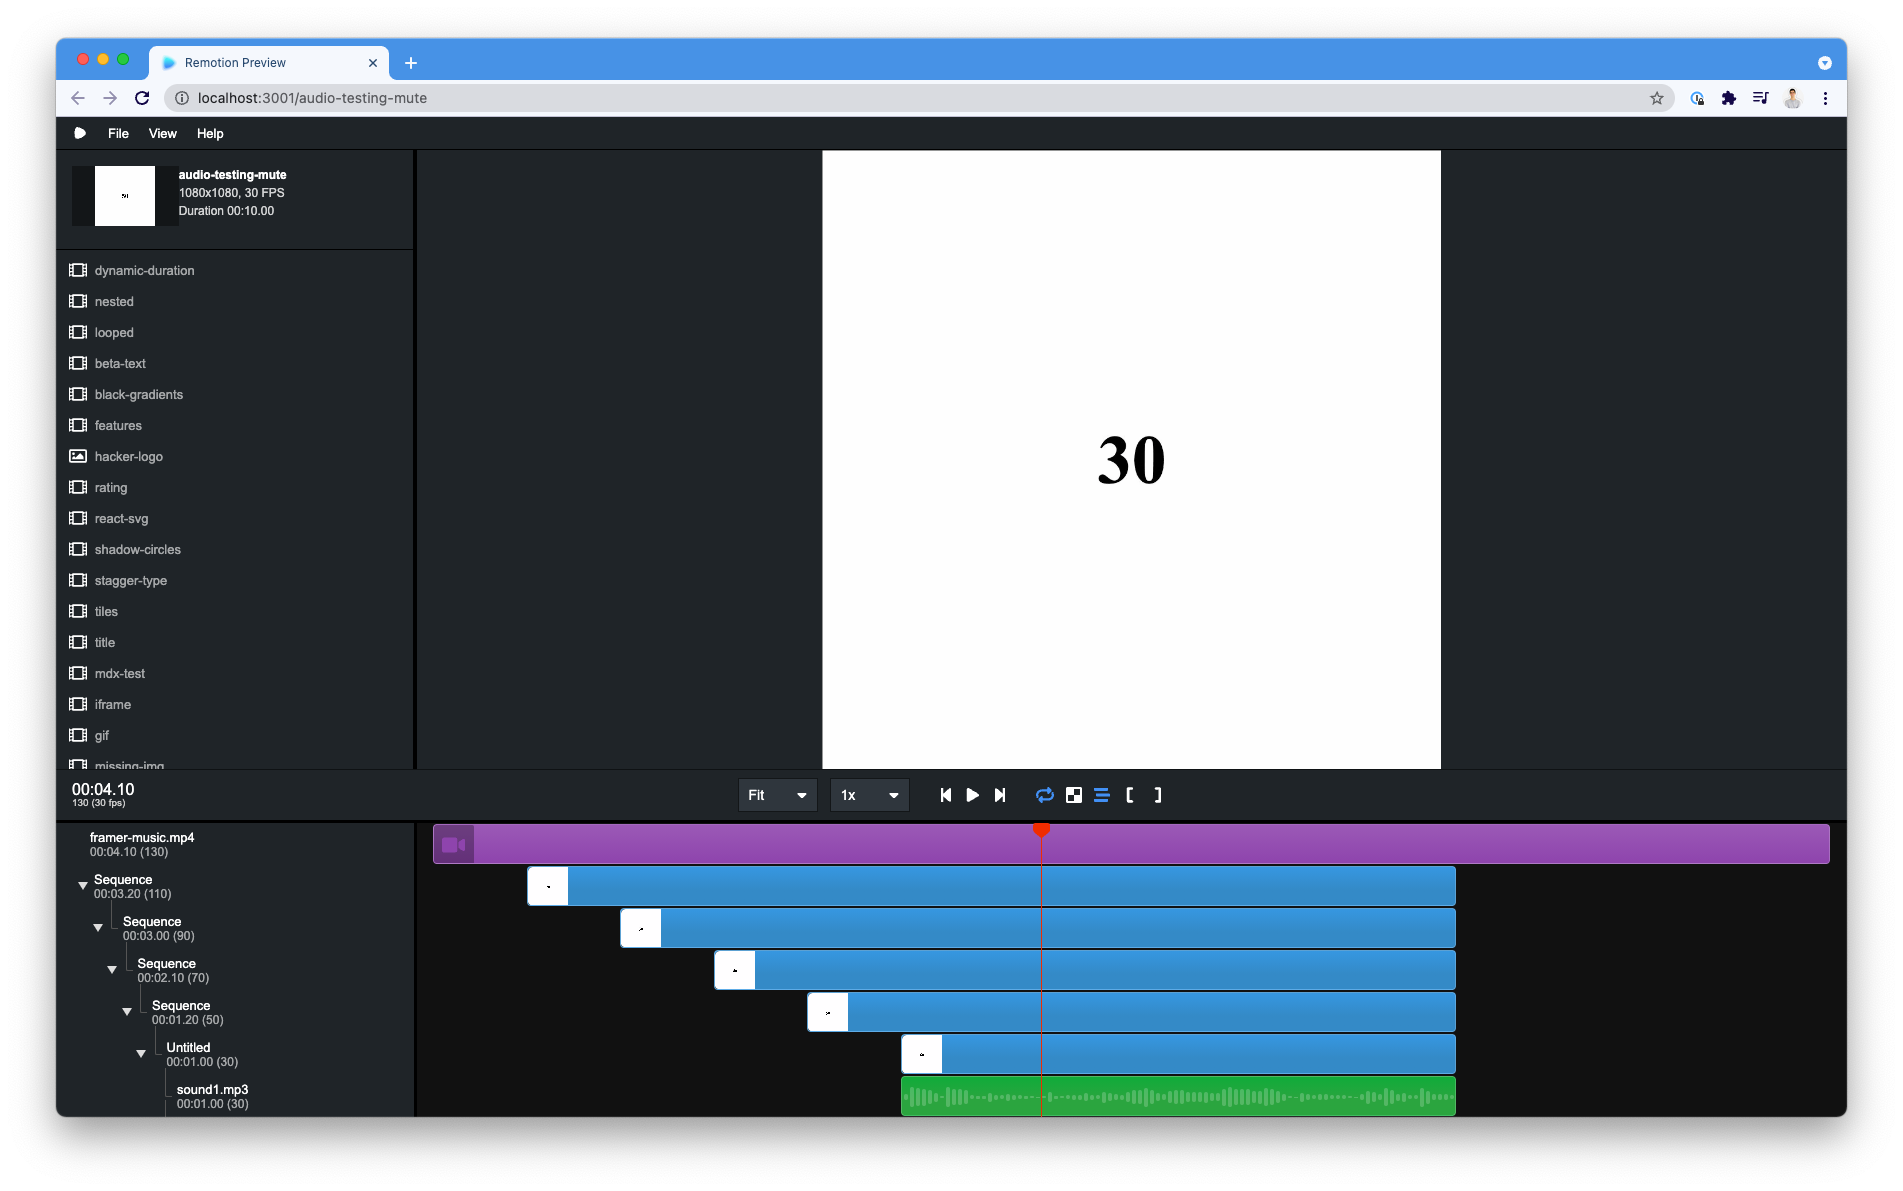 Remotion Preview
localhost:3001/audio-testing-mute
File View Help
audio-testing-mute
1080x1080, 30 FPS
Duration 00:10.00
dynamic-duration
nested
looped
beta-text
black-gradients
features
hacker-logo
rating
react-svg
shadow-circles
stagger-type
tiles
title
mdx-test
iframe
gif
missing-img
30
00:04.10
130 (30 fps)
Fit
1x
framer-music.mp4
00:04.10 (130)
Sequence
00:03.20 (110)
Sequence
00:03.00 (90)
Sequence
00:02.10 (70)
Sequence
00:01.20 (50)
Untitled
00:01.00 (30)
sound1.mp3
00:01.00 (30)